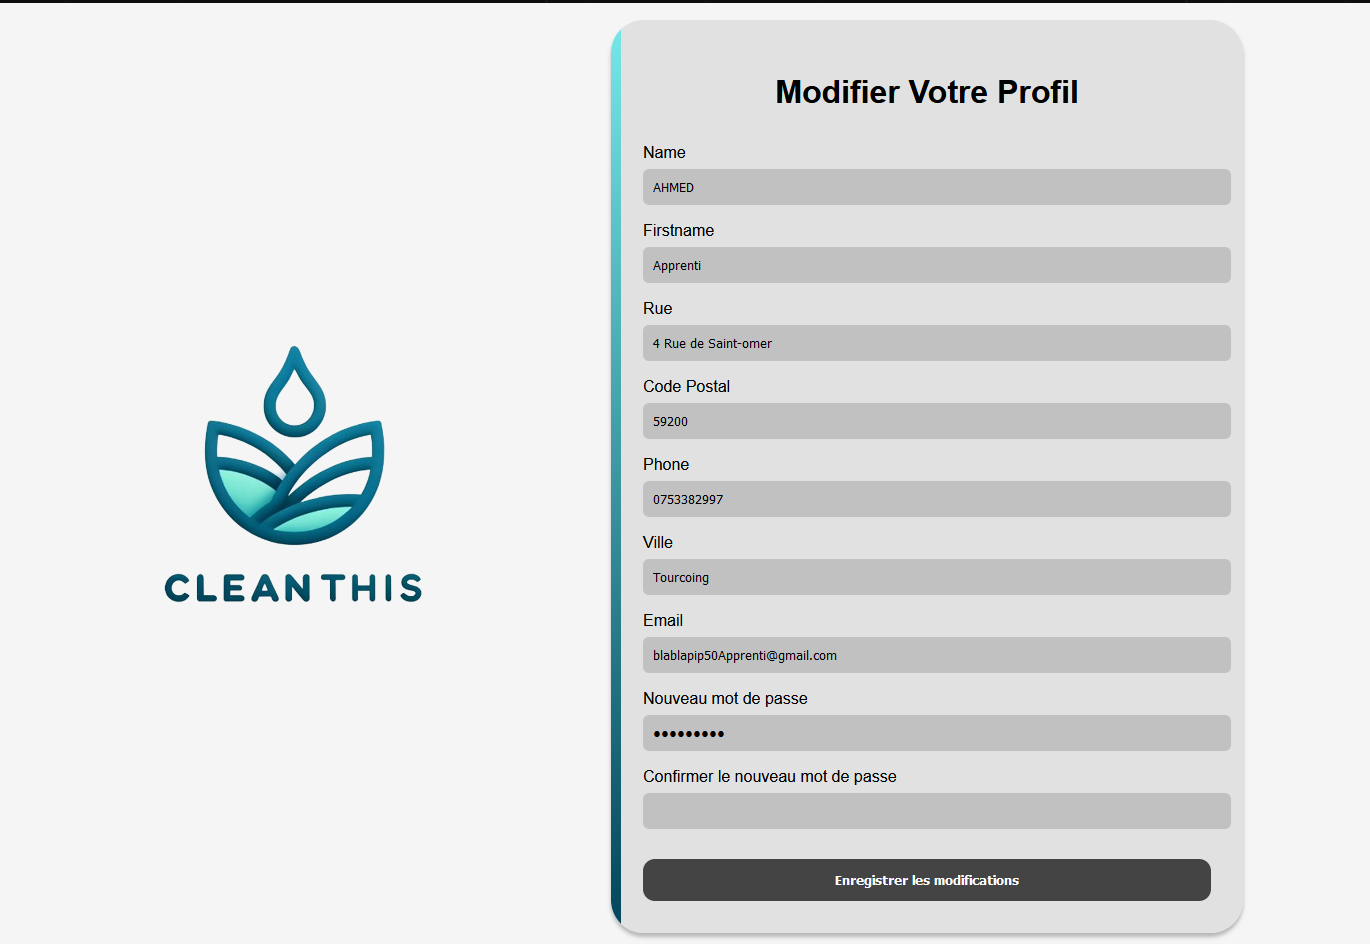 CLEANTHIS
Modifier Votre Profil
Name
AHMED
Firstname
Apprenti
Rue
4 Rue de Saint-omer
Code Postal
59200
Phone
0753382997
Ville
Tourcoing
Email
blablapip50Apprenti@gmail.com
Nouveau mot de passe
•••••••••
Confirmer le nouveau mot de passe
Enregistrer les modifications